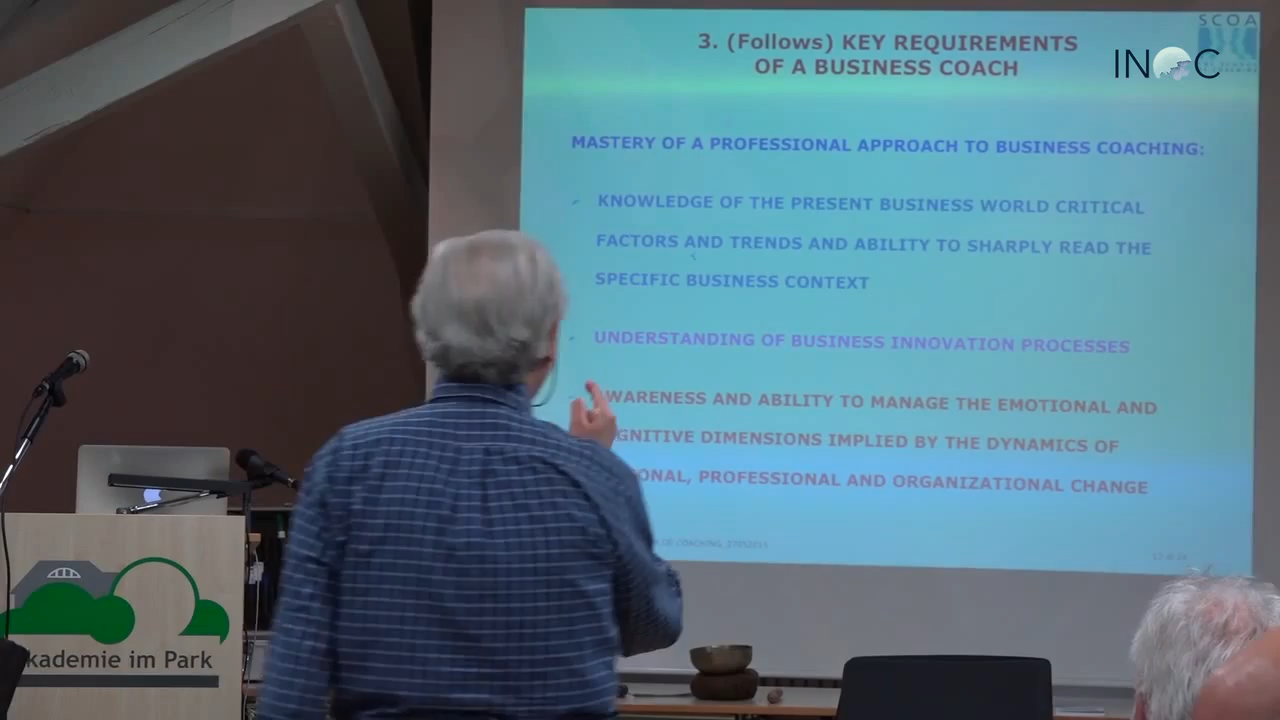 SCOA
INOC
3. (Follows) KEY REQUIREMENTS
OF A BUSINESS COACH
MASTERY OF A PROFESSIONAL APPROACH TO BUSINESS COACHING:
KNOWLEDGE OF THE PRESENT BUSINESS WORLD CRITICAL
FACTORS AND TRENDS AND ABILITY TO SHARPLY READ THE
SPECIFIC BUSINESS CONTEXT
UNDERSTANDING OF BUSINESS INNOVATION PROCESSES
WARENESS AND ABILITY TO MANAGE THE EMOTIONAL AND
GNITIVE DIMENSIONS IMPLIED BY THE DYNAMICS OF
ONAL, PROFESSIONAL AND ORGANIZATIONAL CHANGE
kademie im Park